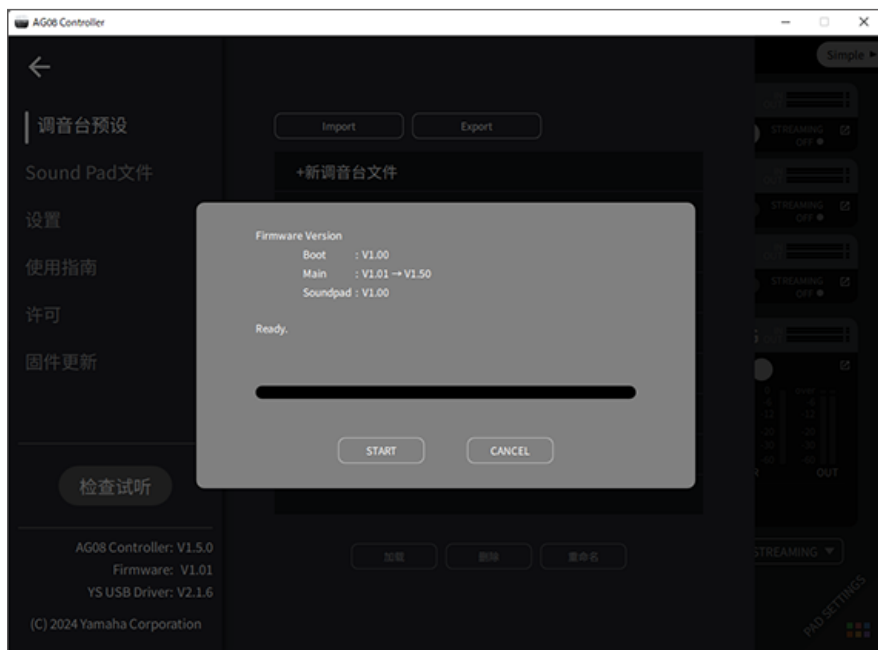 AG08 Controller
Simple
调音台预设
Import
Export
STREAMING
OFF
Sound Pad文件
+新调音台文件
设置
STREAMING
OFF
使用指南
STREAMING
OFF
许可
固件更新
Firmware Version
Boot : V1.00
Main : V1.01 → V1.50
Soundpad : V1.00
Ready.
START
CANCEL
OUT
检查试听
AG08 Controller: V1.5.0
Firmware: V1.01
YS USB Driver: V2.1.6
(C) 2024 Yamaha Corporation
加载
删除
重命名
STREAMING
PAD SETTINGS